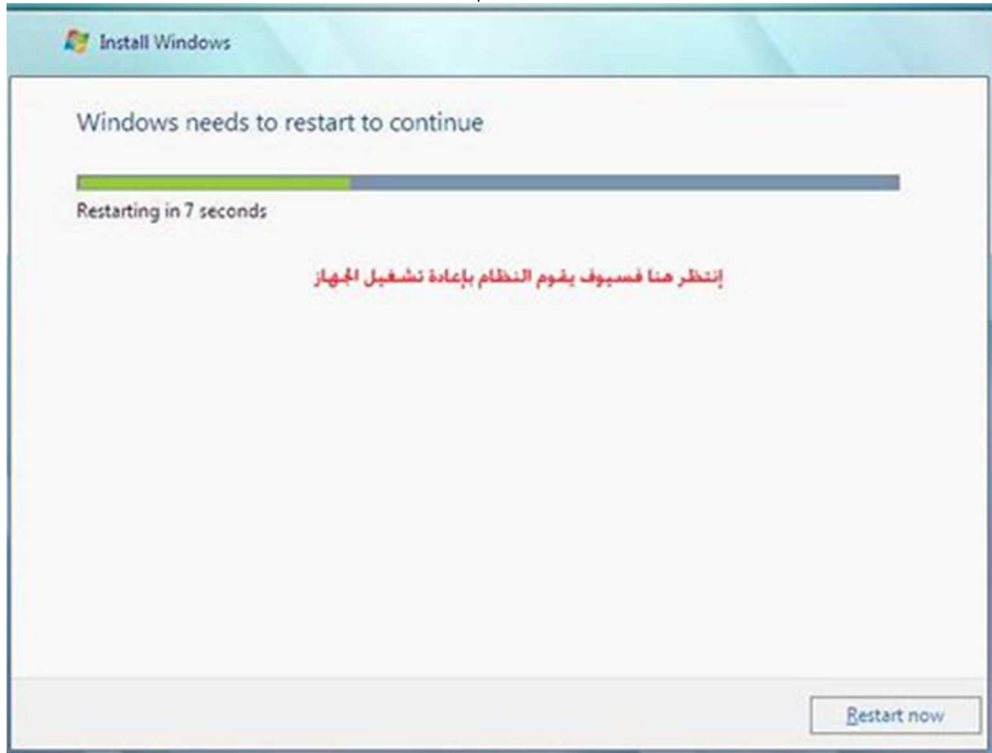 Install Windows
Windows needs to restart to continue
Restarting in 7 seconds
إنتظر هنا فسيوف يقوم النظام بإعادة تشغيل الجهاز
Restart now